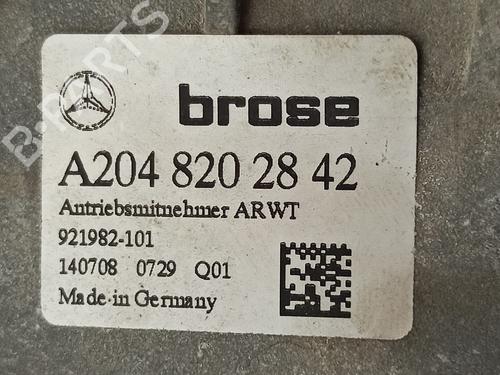 brose
A204 820 28 42
Antriebsmitnehmer ARWT
921982-101
140708 0729 Q01
Made in Germany
B-PARTS